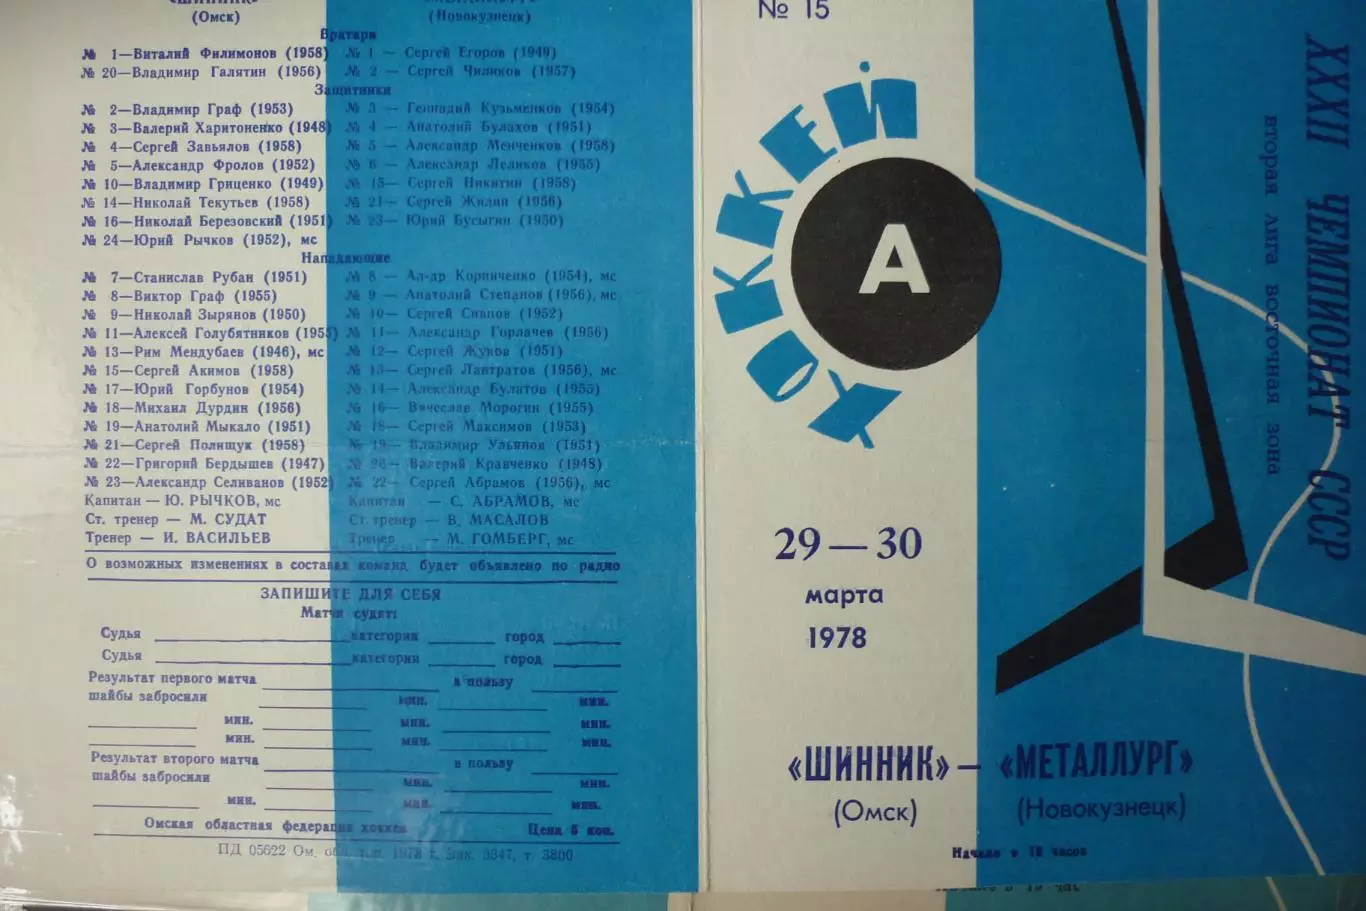 «ШИННИК»
(Омск)
(Новокузнецк)
Вратари
№ 1—Виталий Филимонов (1958)
№ 20—Владимир Галятин (1956)
№ 1 — Сергей Егоров (1949)
№ 2 — Сергей Чиликов (1957)
Защитники
№ 2—Владимир Граф (1953)
№ 3—Валерий Харитоненко (1948)
№ 4—Сергей Завьялов (1958)
№ 5—Александр Фролов (1952)
№ 10—Владимир Гриценко (1949)
№ 14—Николай Текутьев (1958)
№ 16—Николай Березовский (1951)
№ 24—Юрий Рычков (1952), мс
№ 3 — Геннадий Кузьменков (1954)
№ 4 — Анатолий Булахов (1951)
№ 5 — Александр Менченков (1958)
№ 6 — Александр Леликов (1955)
№ 15— Сергей Никитин (1958)
№ 21— Сергей Жилин (1956)
№ 23— Юрий Бусыгин (1950)
Нападающие
№ 7—Станислав Рубан (1951)
№ 8—Виктор Граф (1955)
№ 9—Николай Зырянов (1950)
№ 11—Алексей Голубятников (1955)
№ 13—Рим Мендубаев (1946), мс
№ 15—Сергей Акимов (1958)
№ 17—Юрий Горбунов (1954)
№ 18—Михаил Дурдин (1956)
№ 19—Анатолий Мыкало (1951)
№ 21—Сергей Полищук (1958)
№ 22—Григорий Бердышев (1947)
№ 23—Александр Селиванов (1952)
№ 8 — Ал-др Корниченко (1954), мс
№ 9 — Анатолий Степанов (1956), мс
№ 10— Сергей (1952)
№ 11— Александр Горлачев (1956)
№ 12— Сергей Жуков (1951)
№ 13— Сергей Лантратов (1956), мс
№ 14— Александр Булатов (1955)
№ 16— Вячеслав Морогин (1955)
№ 18— Сергей Максимов (1953)
№ 19— Владимир Ульянов (1951)
№ 20— Валерий Кравченко (1948)
№ 22— Сергей Абрамов (1956), мс
Капитан — Ю. РЫЧКОВ, мс
Ст. тренер — М. СУДАТ
Тренер — И. ВАСИЛЬЕВ
Капитан — С. АБРАМОВ, мс
Ст. тренер — В. МАСАЛОВ
Тренер — М. ГОМБЕРГ, мс
О возможных изменениях в составах команд будет объявлено по радио
ЗАПИШИТЕ ДЛЯ СЕБЯ
Матчи судят:
Судья категории город
Судья категории город
Результат первого матча в пользу
шайбы забросили мин. мин.
мин. мин. мин.
мин. мин. мин.
Результат второго матча в пользу
шайбы забросили мин. мин.
мин. мин. мин.
Омская областная федерация хоккея Цена 5 коп.
ПД 05622 Ом. обл. тип. 1978 г. Зак. 3847, т. 3800
№ 15
ХОККЕЙ
А
29—30
марта
1978
«ШИННИК» — «МЕТАЛЛУРГ»
(Омск)
(Новокузнецк)
Начало в 18 часов
XXXII ЧЕМПИОНАТ СССР
вторая лига восточная зона